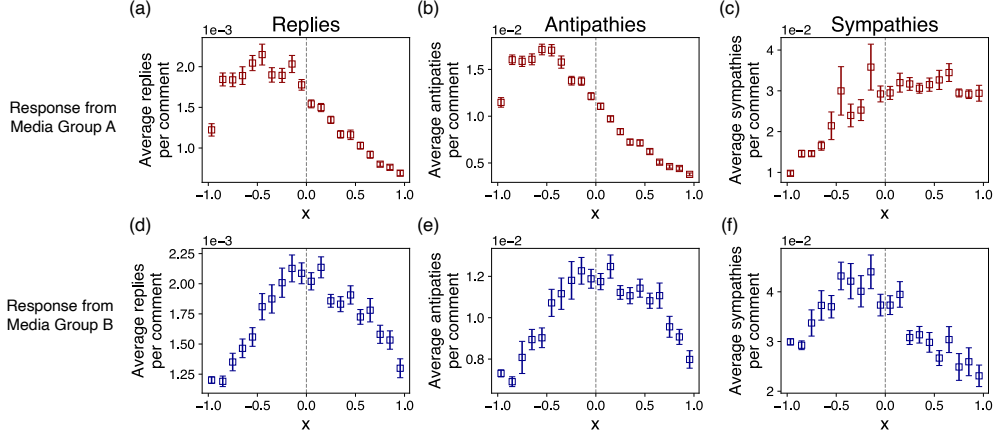 (a) Replies (b) Antipathies (c) Sympathies
1e−3 1e−2 1e−2
Response from
Media Group A
Average replies
per comment
2.0
1.5
1.0
Average antipaties
per comment
1.5
1.0
0.5
Average sympathies
per comment
4
3
2
1
−1.0 −0.5 0.0 0.5 1.0 −1.0 −0.5 0.0 0.5 1.0 −1.0 −0.5 0.0 0.5 1.0
x x x
(d) (e) (f)
1e−3 1e−2 1e−2
Response from
Media Group B
Average replies
per comment
2.25
2.00
1.75
1.50
1.25
Average antipaties
per comment
1.2
1.0
0.8
Average sympathies
per comment
4
3
2
−1.0 −0.5 0.0 0.5 1.0 −1.0 −0.5 0.0 0.5 1.0 −1.0 −0.5 0.0 0.5 1.0
x x x